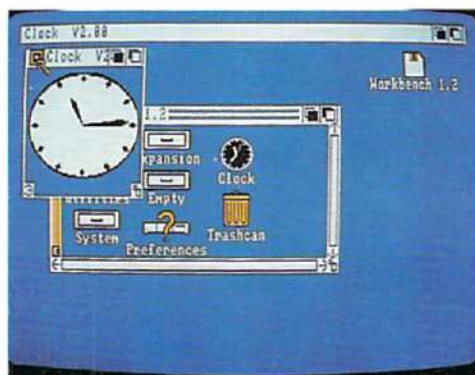 Clock V2.00
Clock V2
Workbench 1.2
1.2
xpansion
Clock
Utilities
Empty
System
Trashcan
Preferences